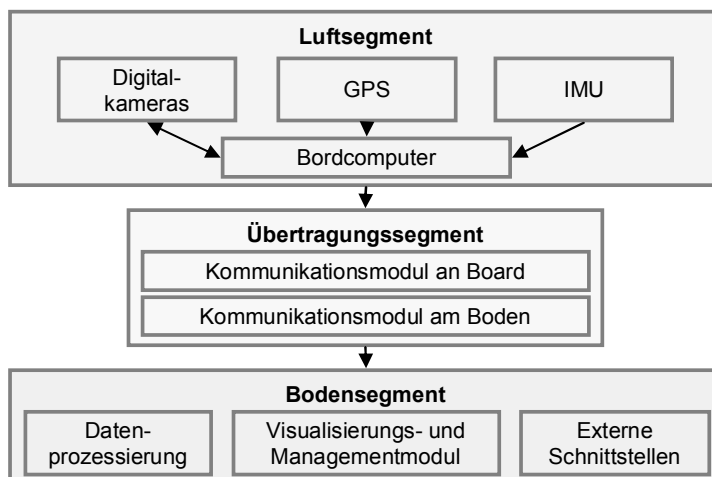 Luftsegment
Digital-
kameras
GPS
IMU
Bordcomputer
Übertragungssegment
Kommunikationsmodul an Board
Kommunikationsmodul am Boden
Bodensegment
Daten-
prozessierung
Visualisierungs- und
Managementmodul
Externe
Schnittstellen